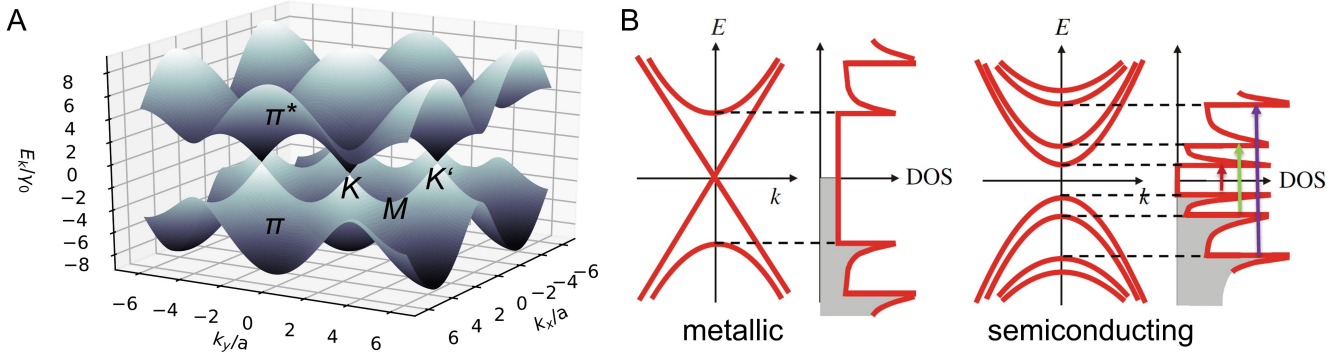 A
E_k/γ_0
8
6
4
2
0
−2
−4
−6
−8
π*
K
K'
M
π
−6
−4
−2
0
2
4
6
k_y/a
6
4
2
0
−2
−4
−6
k_x/a
B
E
k
DOS
metallic
E
k
DOS
semiconducting